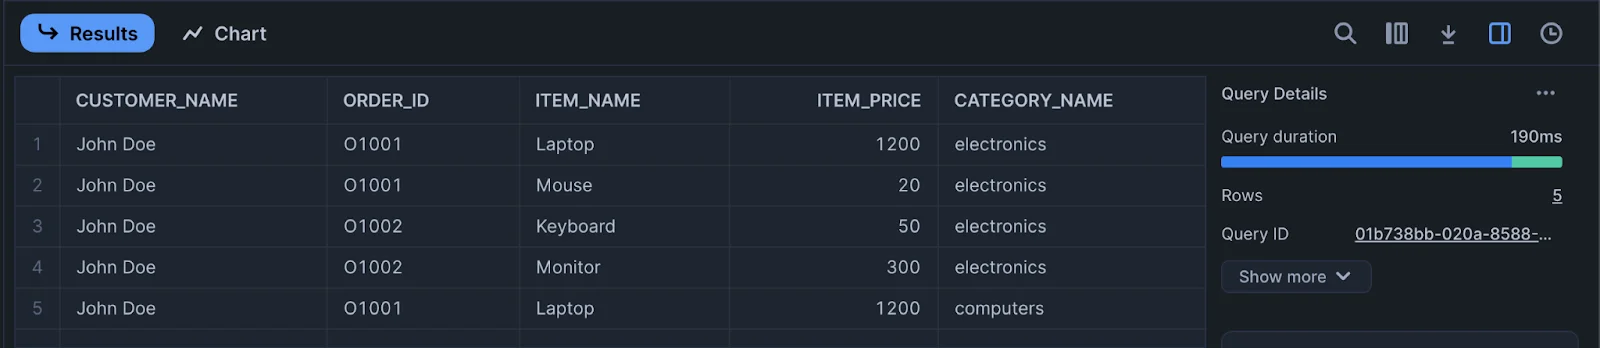 Results Chart
CUSTOMER_NAME ORDER_ID ITEM_NAME ITEM_PRICE CATEGORY_NAME
1 John Doe O1001 Laptop 1200 electronics
2 John Doe O1001 Mouse 20 electronics
3 John Doe O1002 Keyboard 50 electronics
4 John Doe O1002 Monitor 300 electronics
5 John Doe O1001 Laptop 1200 computers
Query Details ...
Query duration 190ms
Rows 5
Query ID 01b738bb-020a-8588-...
Show more